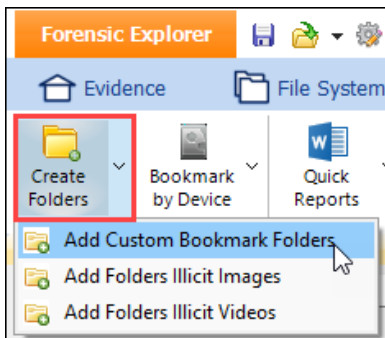 Forensic Explorer
Evidence
File System
Create
Folders
Bookmark
by Device
W
Quick
Reports
Add Custom Bookmark Folders
Add Folders Illicit Images
Add Folders Illicit Videos